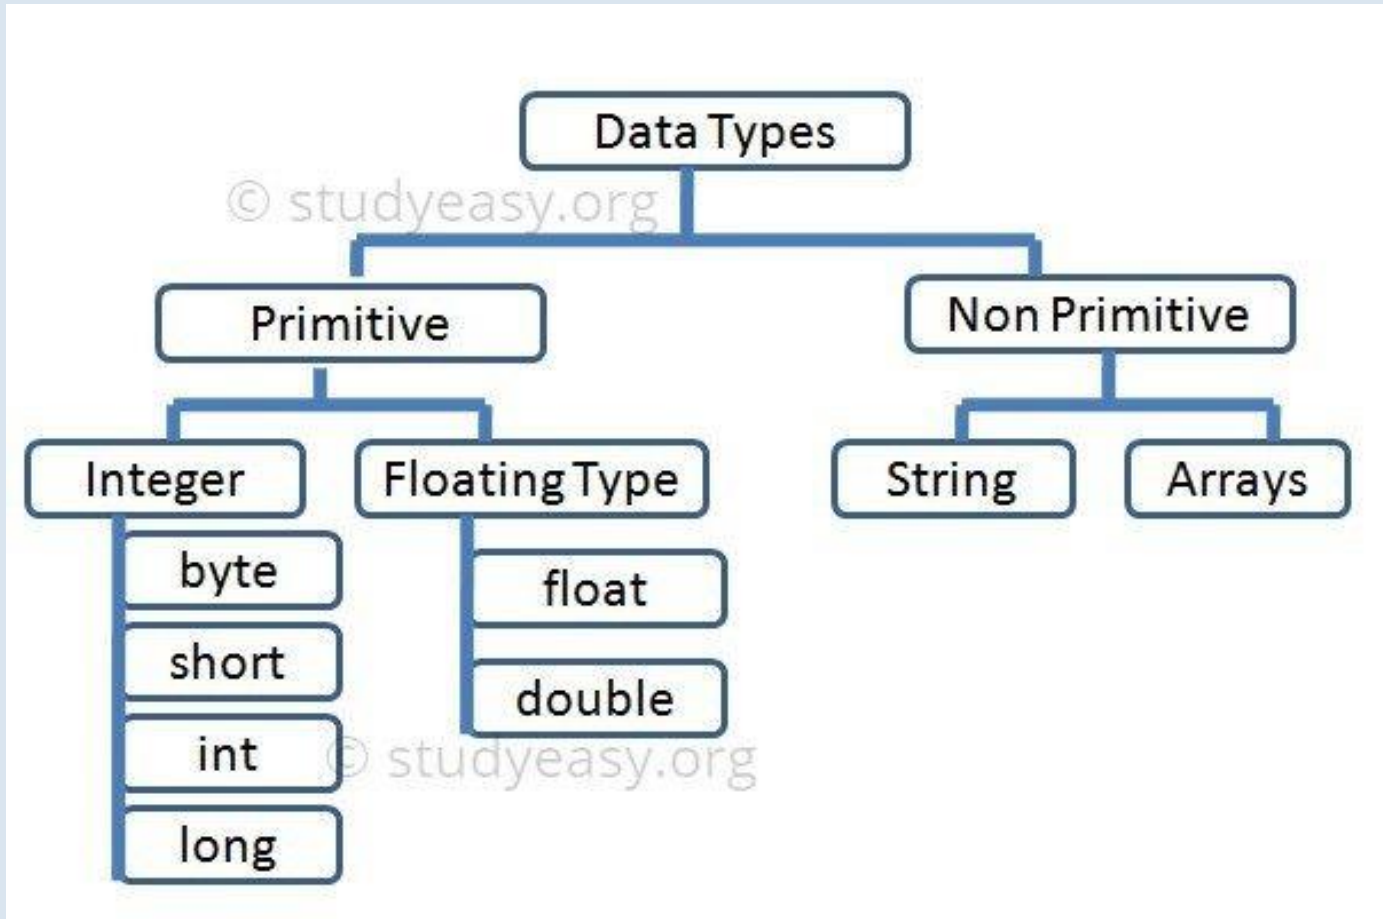 Data Types
© studyeasy.org
Primitive
Non Primitive
Integer
Floating Type
String
Arrays
byte
float
short
double
int
© studyeasy.org
long